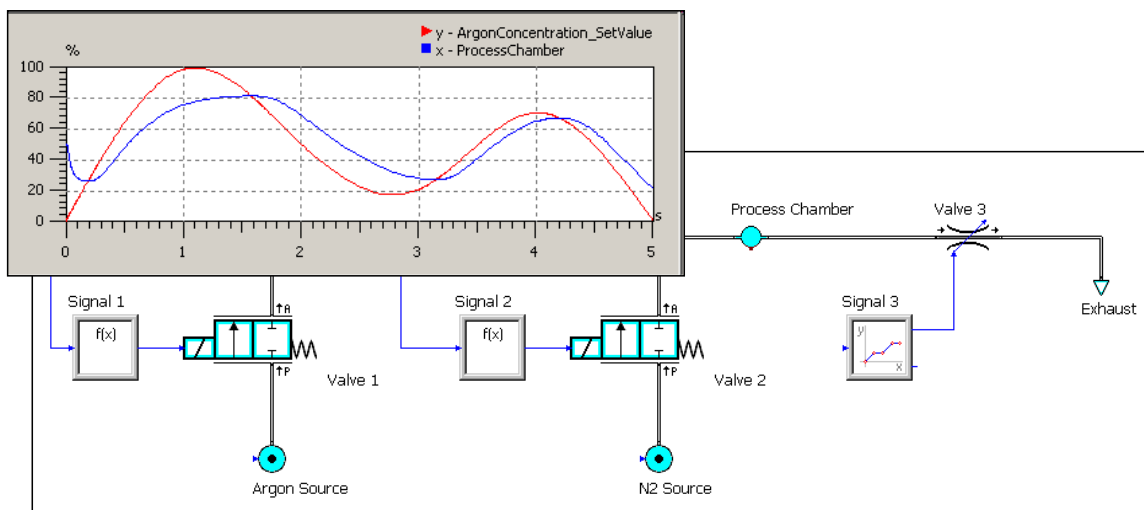 y - ArgonConcentration_SetValue
x - ProcessChamber
%
100
80
60
40
20
0
s
0 1 2 3 4 5
Process Chamber
Valve 3
Exhaust
Signal 1
f(x)
A
P
Valve 1
Argon Source
Signal 2
f(x)
A
P
Valve 2
N2 Source
Signal 3
y
x